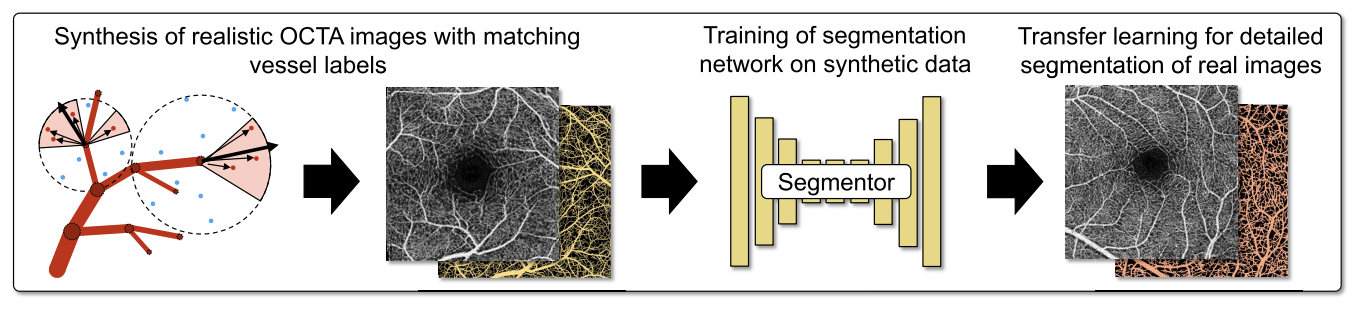 Synthesis of realistic OCTA images with matching
vessel labels
Training of segmentation
network on synthetic data
Segmentor
Transfer learning for detailed
segmentation of real images